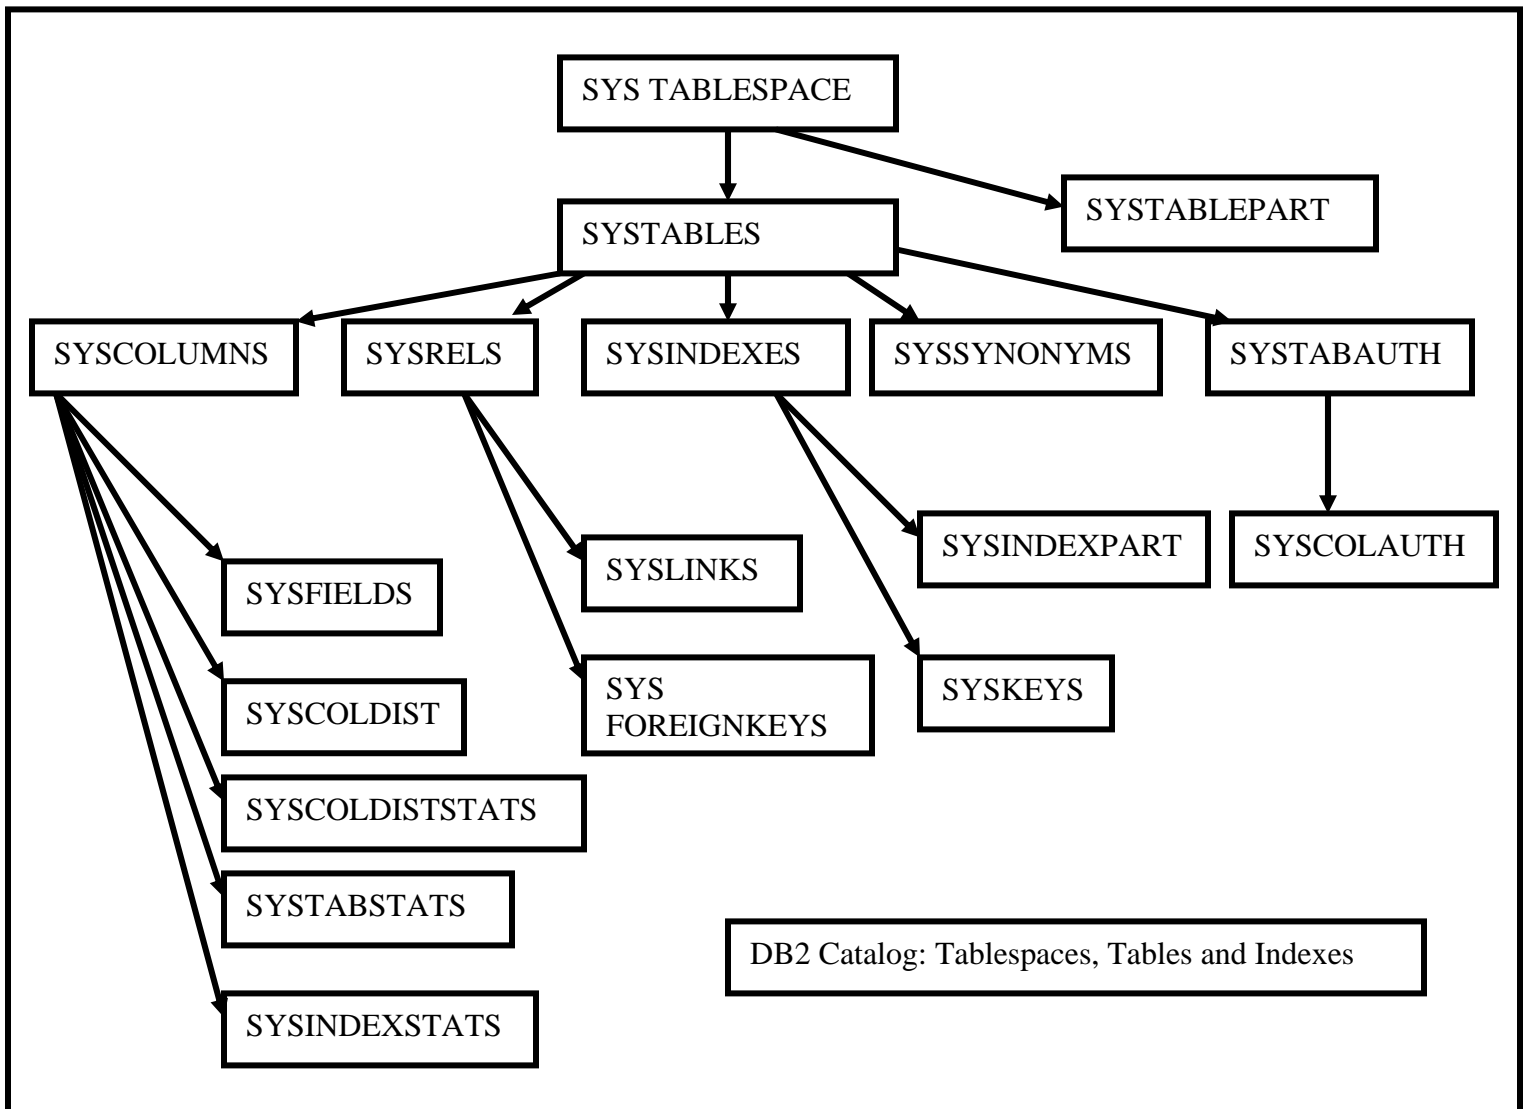 SYS TABLESPACE
SYSTABLEPART
SYSTABLES
SYSCOLUMNS
SYSRELS
SYSINDEXES
SYSSYNONYMS
SYSTABAUTH
SYSINDEXPART
SYSCOLAUTH
SYSLINKS
SYSFIELDS
SYS
FOREIGNKEYS
SYSKEYS
SYSCOLDIST
SYSCOLDISTSTATS
SYSTABSTATS
DB2 Catalog: Tablespaces, Tables and Indexes
SYSINDEXSTATS